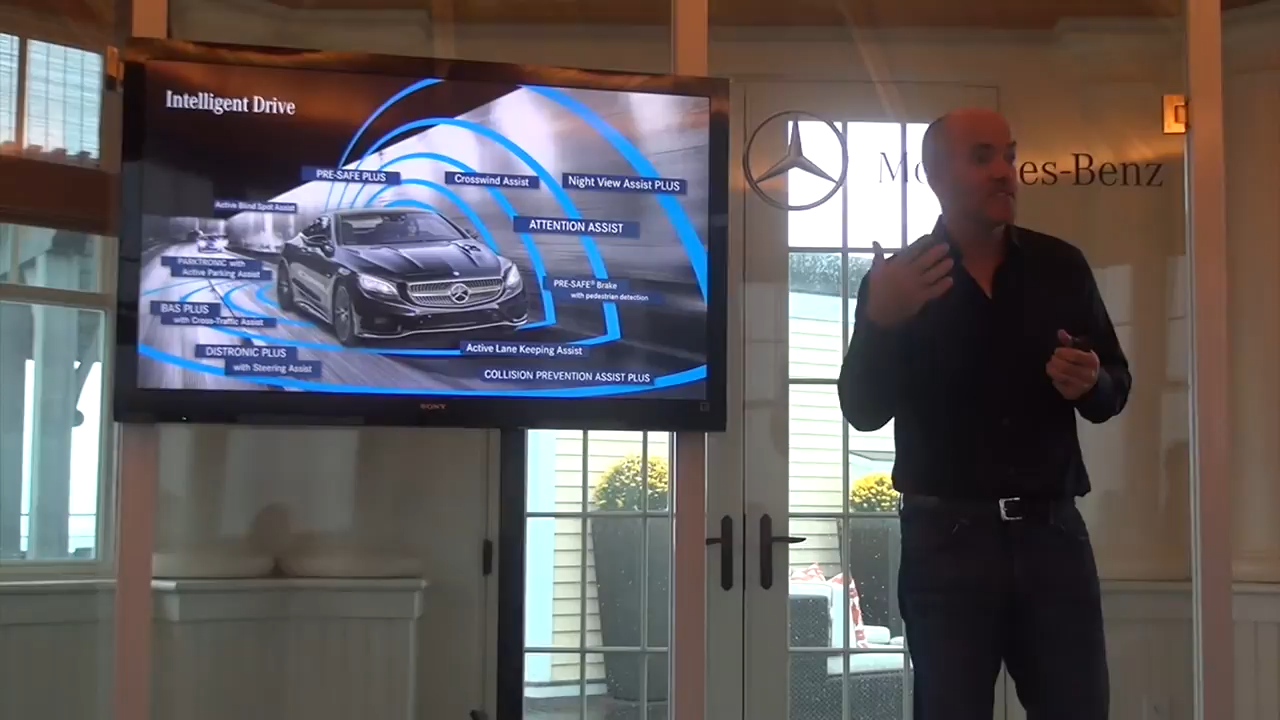 Intelligent Drive
PRE-SAFE PLUS
Crosswind Assist
Night View Assist PLUS
Active Blind Spot Assist
ATTENTION ASSIST
PARKTRONIC with
Active Parking Assist
PRE-SAFE® Brake
with pedestrian detection
BAS PLUS
with Cross-Traffic Assist
DISTRONIC PLUS
with Steering Assist
Active Lane Keeping Assist
COLLISION PREVENTION ASSIST PLUS
SONY
es-Benz